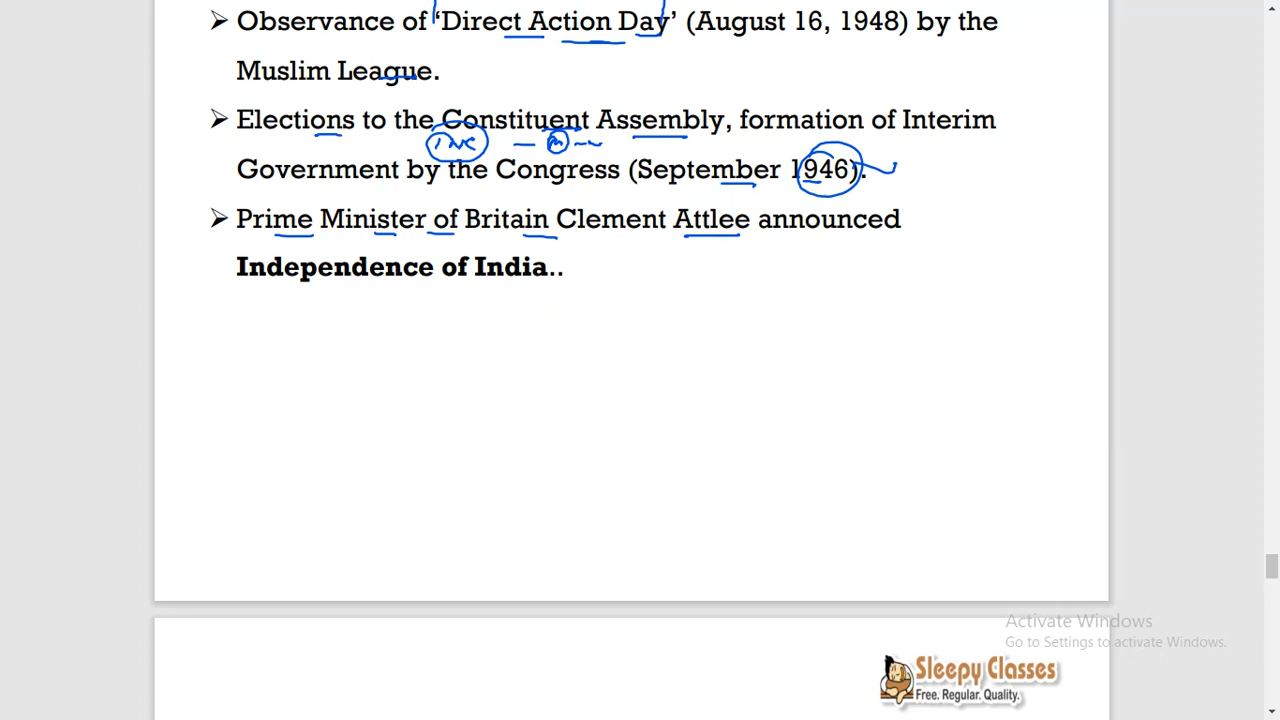 ➢ Observance of ‘Direct Action Day’ (August 16, 1948) by the
Muslim League.
➢ Elections to the Constituent Assembly, formation of Interim
INC
Government by the Congress (September 1946).
➢ Prime Minister of Britain Clement Attlee announced
Independence of India..
Activate Windows
Go to Settings to activate Windows.
Sleepy Classes
Free. Regular. Quality.